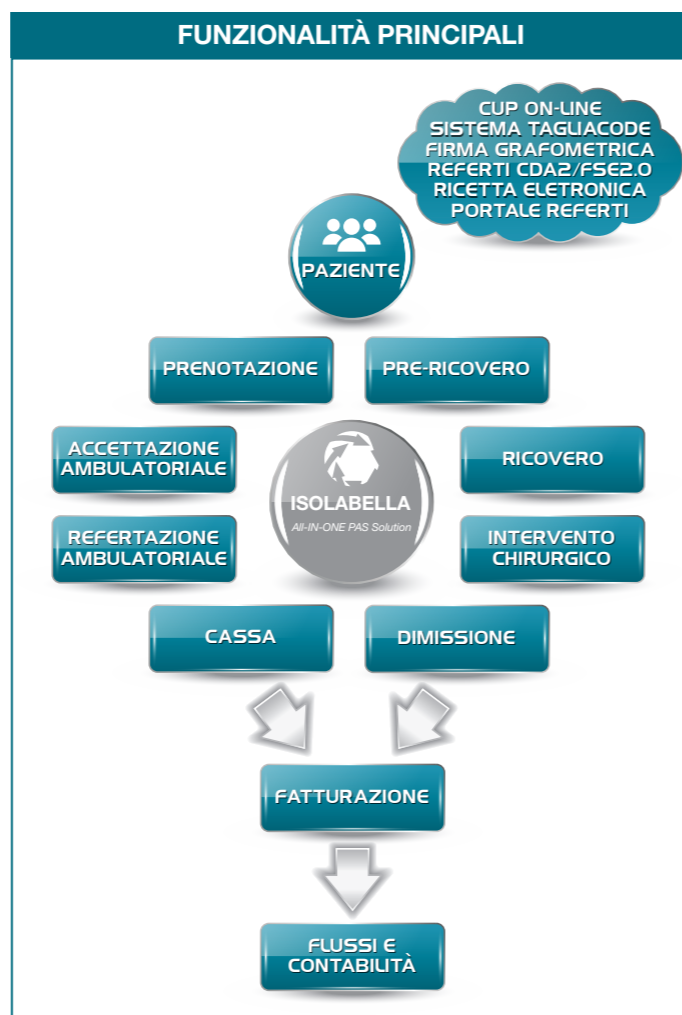 FUNZIONALITÀ PRINCIPALI
CUP ON-LINE
SISTEMA TAGLIACODE
FIRMA GRAFOMETRICA
REFERTI CDA2/FSE2.0
RICETTA ELETRONICA
PORTALE REFERTI
PAZIENTE
PRENOTAZIONE
PRE-RICOVERO
ACCETTAZIONE
AMBULATORIALE
RICOVERO
ISOLABELLA
All-IN-ONE PAS Solution
REFERTAZIONE
AMBULATORIALE
INTERVENTO
CHIRURGICO
CASSA
DIMISSIONE
FATTURAZIONE
FLUSSI E
CONTABILITÀ